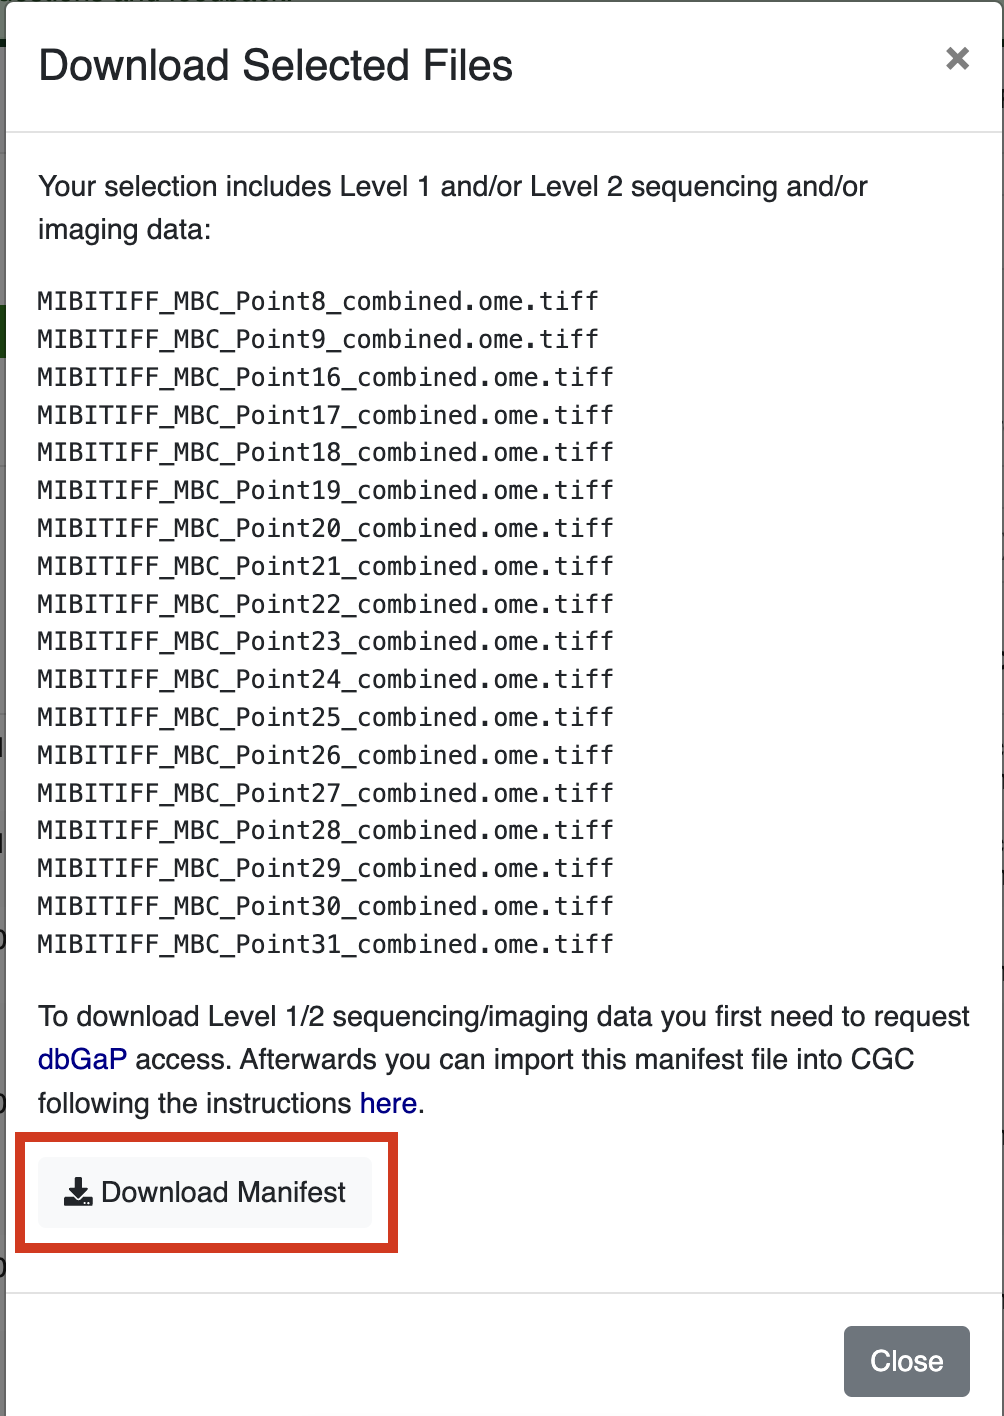 Download Selected Files
Your selection includes Level 1 and/or Level 2 sequencing and/or
imaging data:
MIBITIFF_MBC_Point8_combined.ome.tiff
MIBITIFF_MBC_Point9_combined.ome.tiff
MIBITIFF_MBC_Point16_combined.ome.tiff
MIBITIFF_MBC_Point17_combined.ome.tiff
MIBITIFF_MBC_Point18_combined.ome.tiff
MIBITIFF_MBC_Point19_combined.ome.tiff
MIBITIFF_MBC_Point20_combined.ome.tiff
MIBITIFF_MBC_Point21_combined.ome.tiff
MIBITIFF_MBC_Point22_combined.ome.tiff
MIBITIFF_MBC_Point23_combined.ome.tiff
MIBITIFF_MBC_Point24_combined.ome.tiff
MIBITIFF_MBC_Point25_combined.ome.tiff
MIBITIFF_MBC_Point26_combined.ome.tiff
MIBITIFF_MBC_Point27_combined.ome.tiff
MIBITIFF_MBC_Point28_combined.ome.tiff
MIBITIFF_MBC_Point29_combined.ome.tiff
MIBITIFF_MBC_Point30_combined.ome.tiff
MIBITIFF_MBC_Point31_combined.ome.tiff
To download Level 1/2 sequencing/imaging data you first need to request
dbGaP access. Afterwards you can import this manifest file into CGC
following the instructions here.
Download Manifest
Close